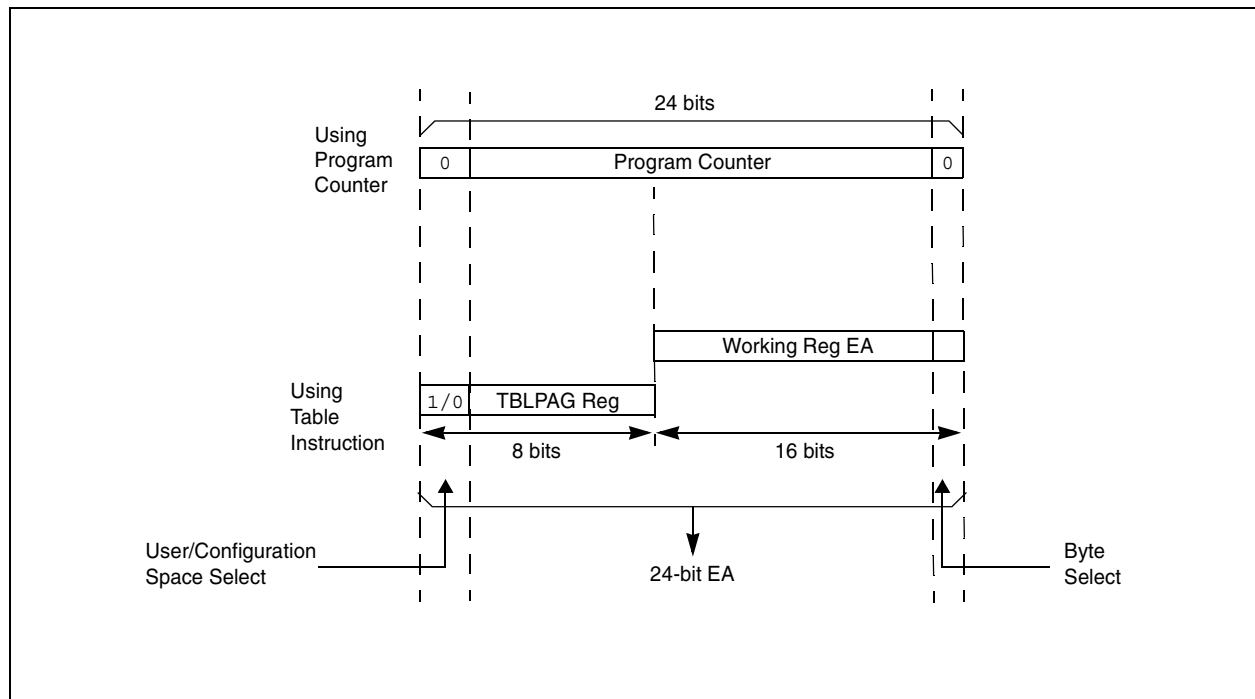 24 bits
Using
Program
Counter
0
Program Counter
0
Working Reg EA
Using
Table
Instruction
1/0
TBLPAG Reg
8 bits
16 bits
User/Configuration
Space Select
24-bit EA
Byte
Select